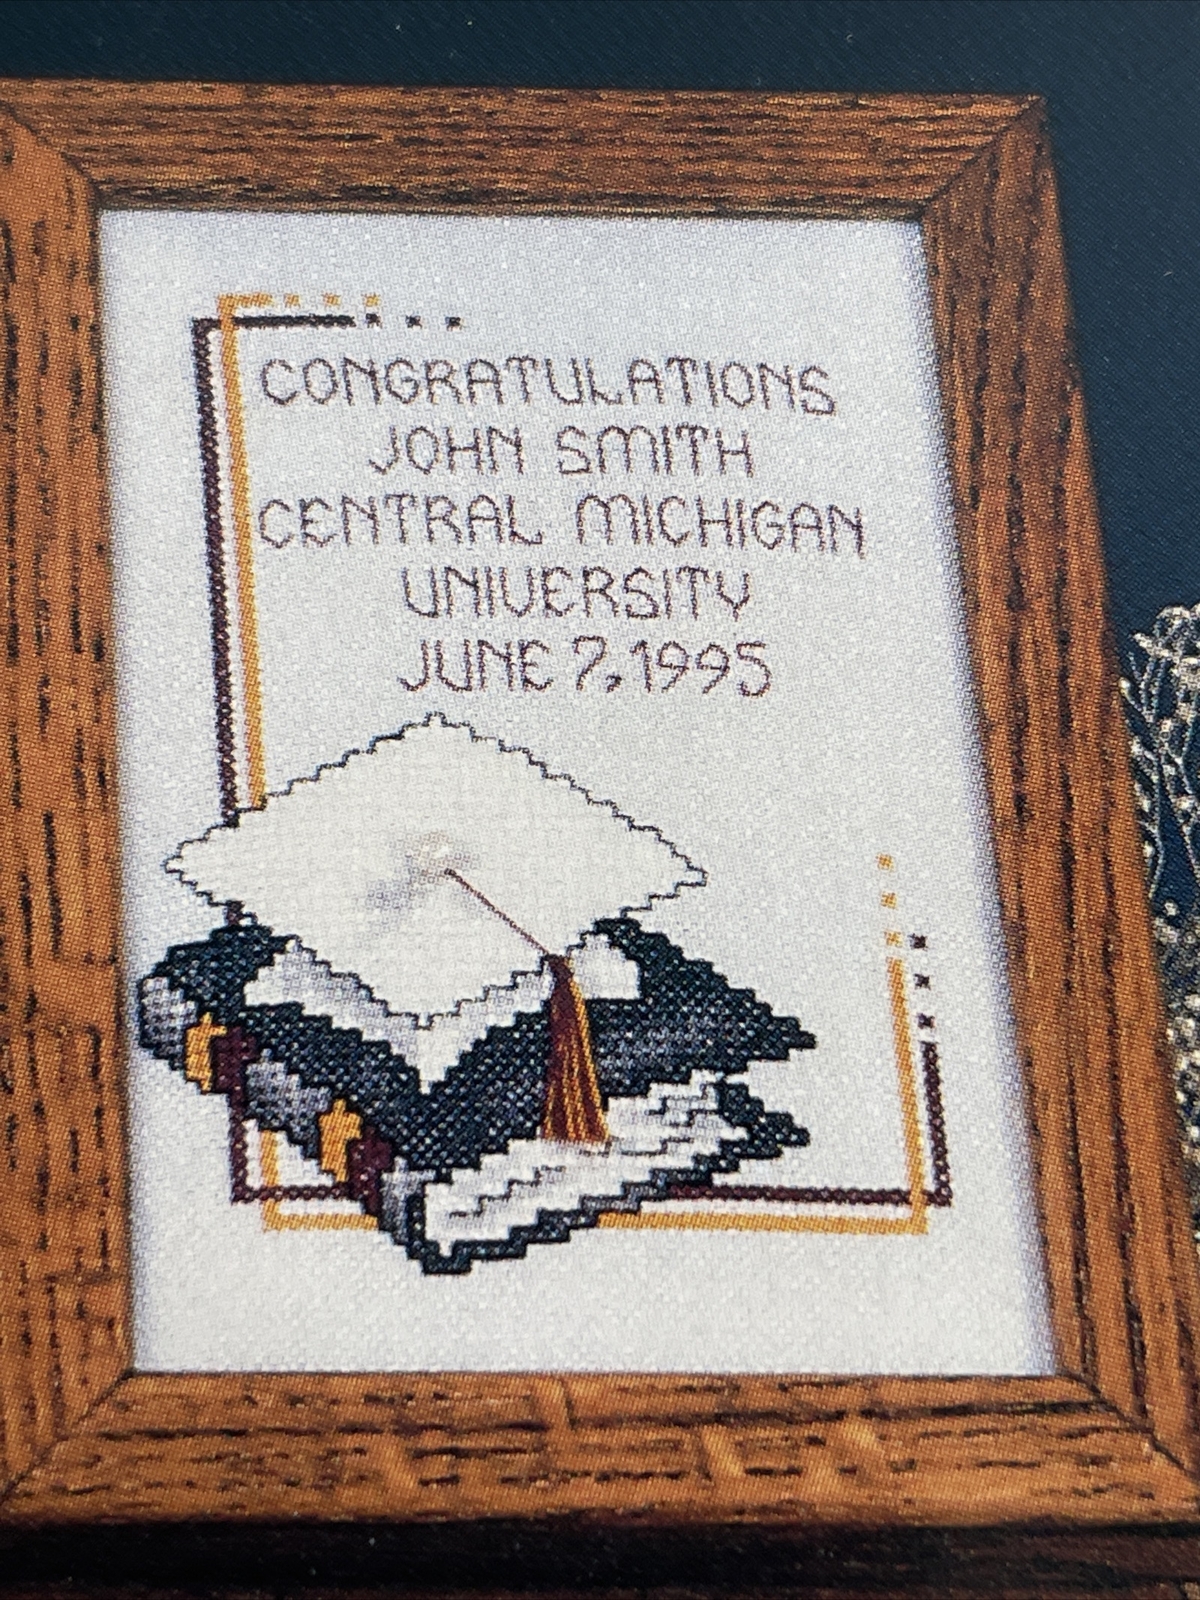 CONGRATULATIONS
JOHN SMITH
CENTRAL MICHIGAN
UNIVERSITY
JUNE 7, 1995